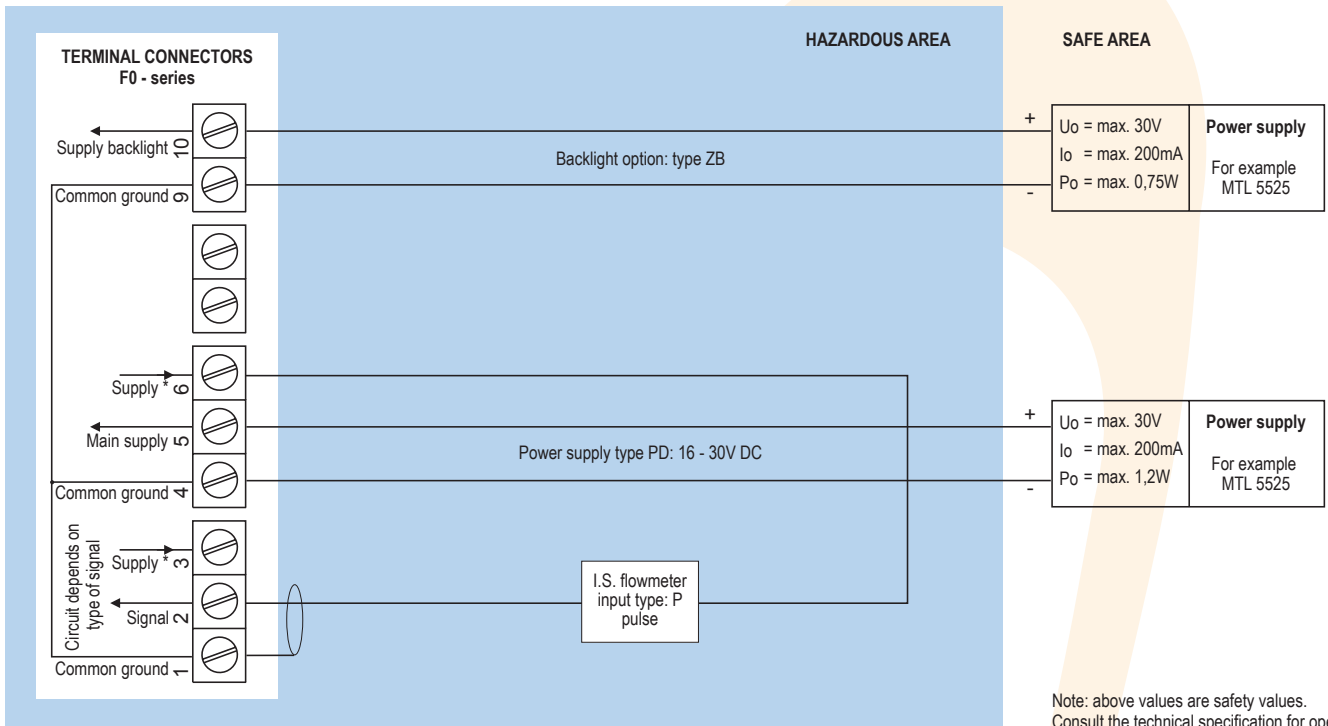 HAZARDOUS AREA
SAFE AREA
TERMINAL CONNECTORS
F0 - series
Supply backlight 10
Common ground 9
Backlight option: type ZB
+
-
Uo = max. 30V
Io = max. 200mA
Po = max. 0,75W
Power supply
For example
MTL 5525
Supply * 6
Main supply 5
Common ground 4
Power supply type PD: 16 - 30V DC
+
-
Uo = max. 30V
Io = max. 200mA
Po = max. 1,2W
Power supply
For example
MTL 5525
Circuit depends on
type of signal
Supply * 3
Signal 2
Common ground 1
I.S. flowmeter
input type: P
pulse
Note: above values are safety values.
Consult the technical specification for